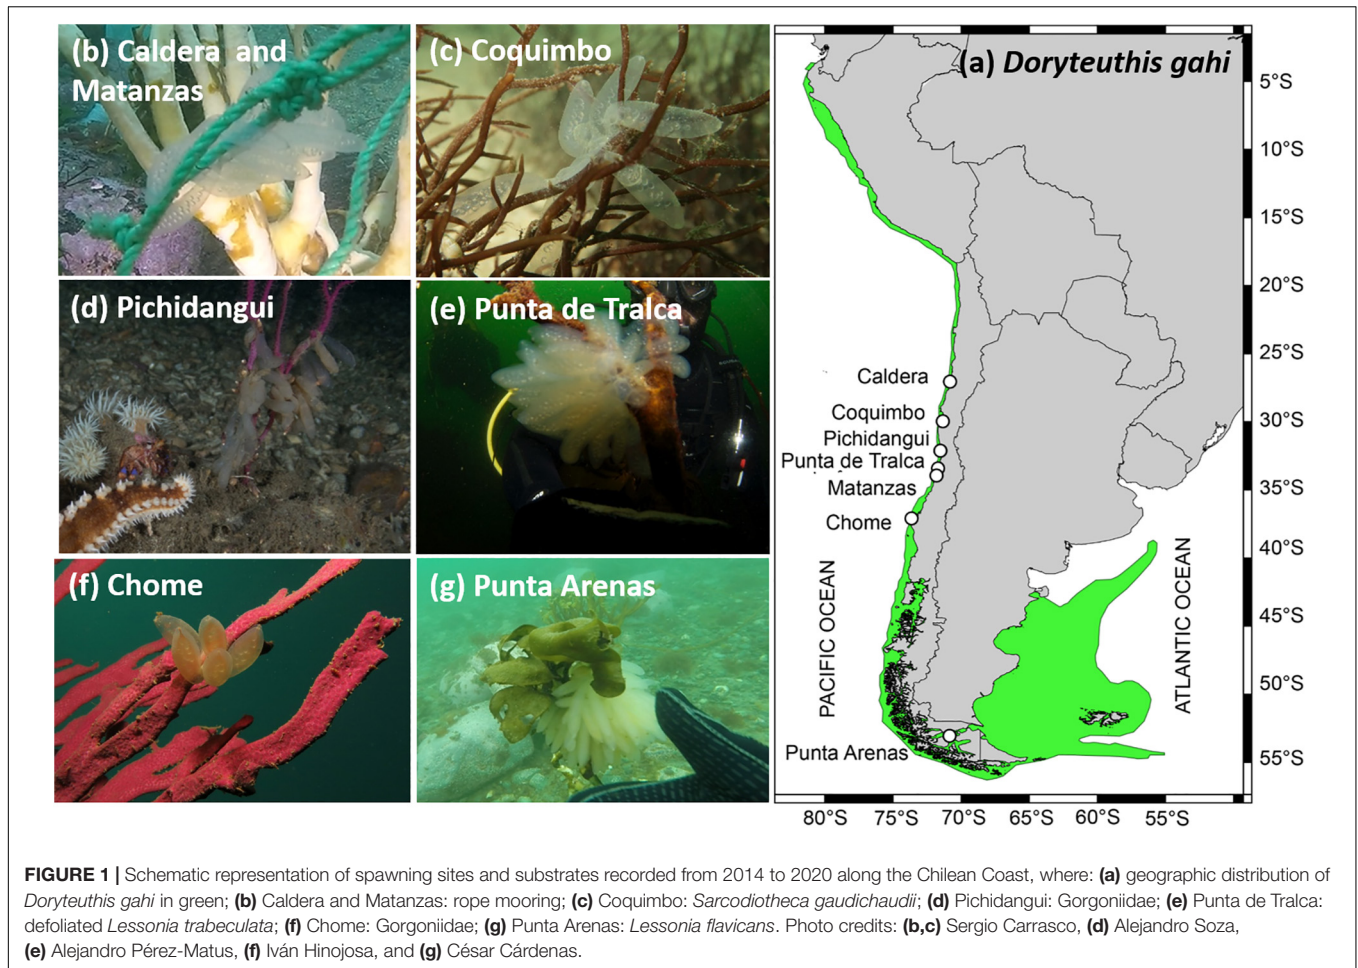 (b) Caldera and
Matanzas
(c) Coquimbo
(a) Doryteuthis gahi
(d) Pichidangui
(e) Punta de Tralca
(f) Chome
(g) Punta Arenas
5°S
10°S
15°S
20°S
25°S
30°S
35°S
40°S
45°S
50°S
55°S
Caldera
Coquimbo
Pichidangui
Punta de Tralca
Matanzas
Chome
PACIFIC OCEAN
ATLANTIC OCEAN
Punta Arenas
80°S 75°S 70°S 65°S 60°S 55°S
FIGURE 1 | Schematic representation of spawning sites and substrates recorded from 2014 to 2020 along the Chilean Coast, where: (a) geographic distribution of
Doryteuthis gahi in green; (b) Caldera and Matanzas: rope mooring; (c) Coquimbo: Sarcodiotheca gaudichaudii; (d) Pichidangui: Gorgoniidae; (e) Punta de Tralca:
defoliated Lessonia trabeculata; (f) Chome: Gorgoniidae; (g) Punta Arenas: Lessonia flavicans. Photo credits: (b,c) Sergio Carrasco, (d) Alejandro Soza,
(e) Alejandro Pérez-Matus, (f) Iván Hinojosa, and (g) César Cárdenas.